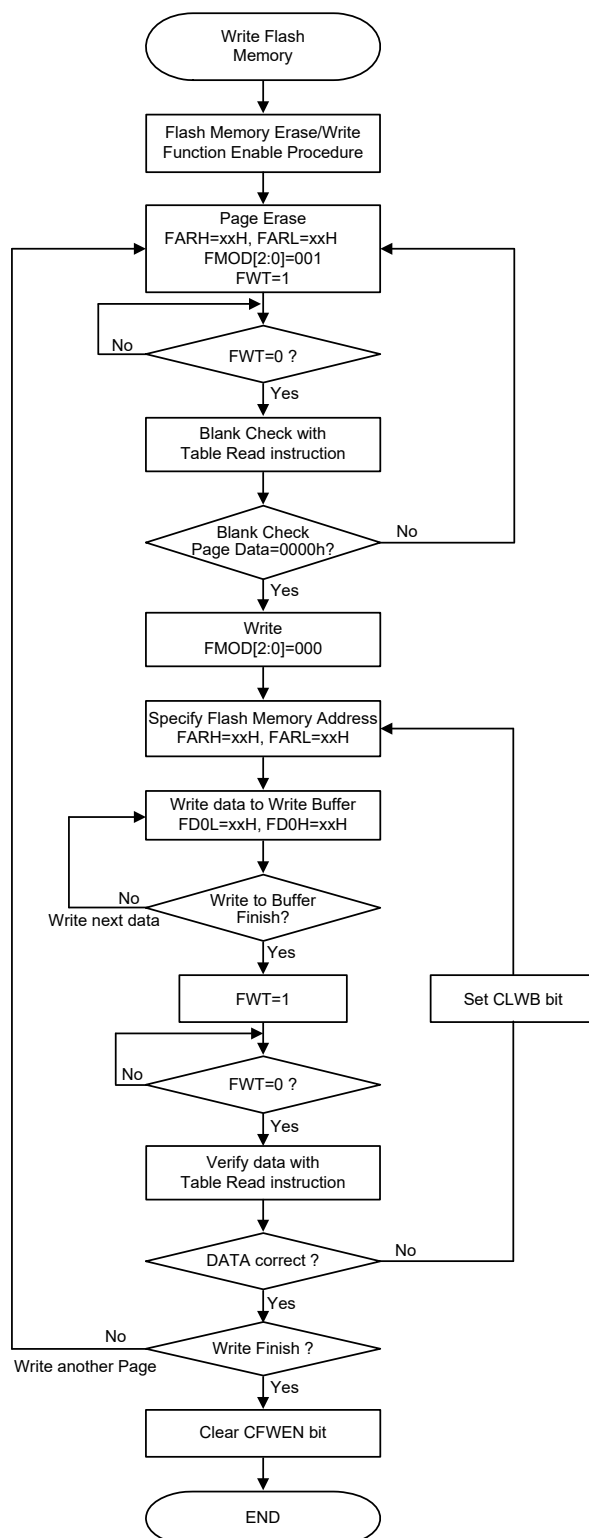 Write Flash
Memory
Flash Memory Erase/Write
Function Enable Procedure
Page Erase
FARH=xxH, FARL=xxH
FMOD[2:0]=001
FWT=1
No
FWT=0 ?
Yes
Blank Check with
Table Read instruction
Blank Check
Page Data=0000h?
No
Yes
Write
FMOD[2:0]=000
Specify Flash Memory Address
FARH=xxH, FARL=xxH
Write data to Write Buffer
FD0L=xxH, FD0H=xxH
No
Write next data
Write to Buffer
Finish?
Yes
FWT=1
Set CLWB bit
No
FWT=0 ?
Yes
Verify data with
Table Read instruction
DATA correct ?
No
Yes
No
Write another Page
Write Finish ?
Yes
Clear CFWEN bit
END